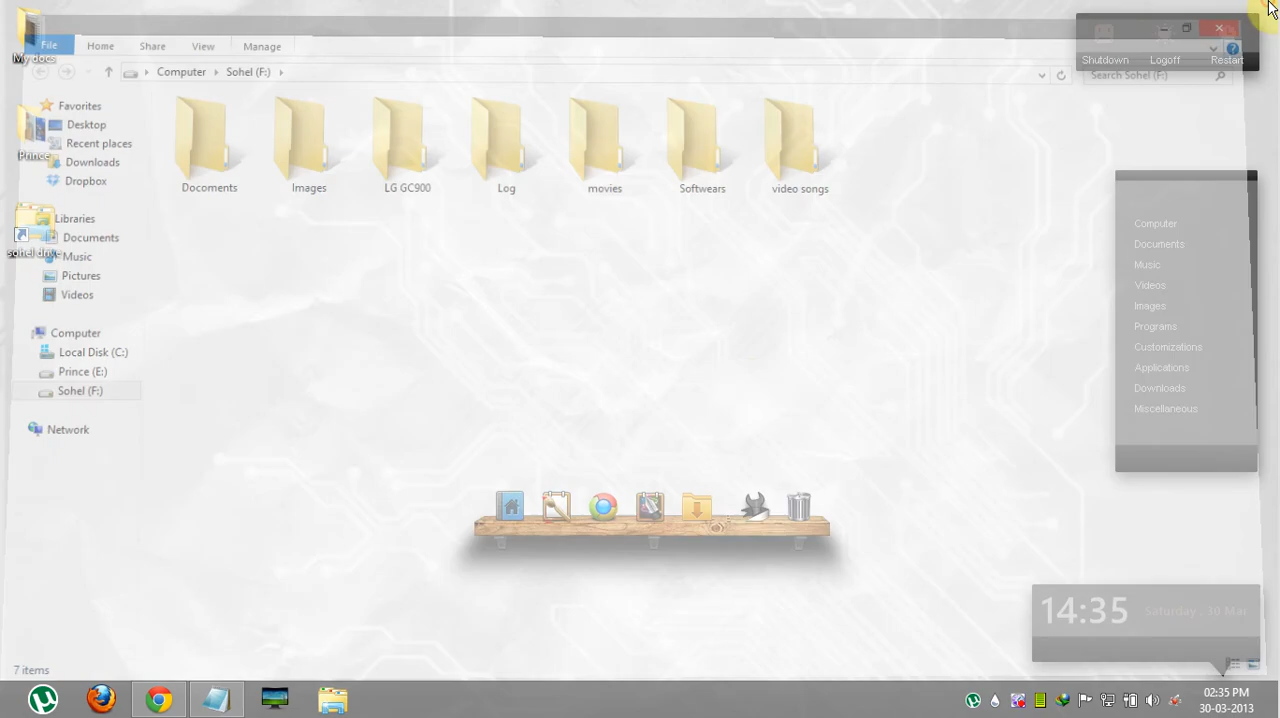 My docs
File Home Share View Manage
Shutdown Logoff Restart
Computer Sohel (F:)
Search Sohel (F:)
Favorites
Desktop
Recent places
Downloads
Dropbox
Prince
Libraries
Documents
Music
Pictures
Videos
sohel drive
Computer
Local Disk (C:)
Prince (E:)
Sohel (F:)
Network
Docoments Images LG GC900 Log movies Softwears video songs
Computer
Documents
Music
Videos
Images
Programs
Customizations
Applications
Downloads
Miscellaneous
14:35 Saturday , 30 Mar
7 items
02:35 PM
30-03-2013